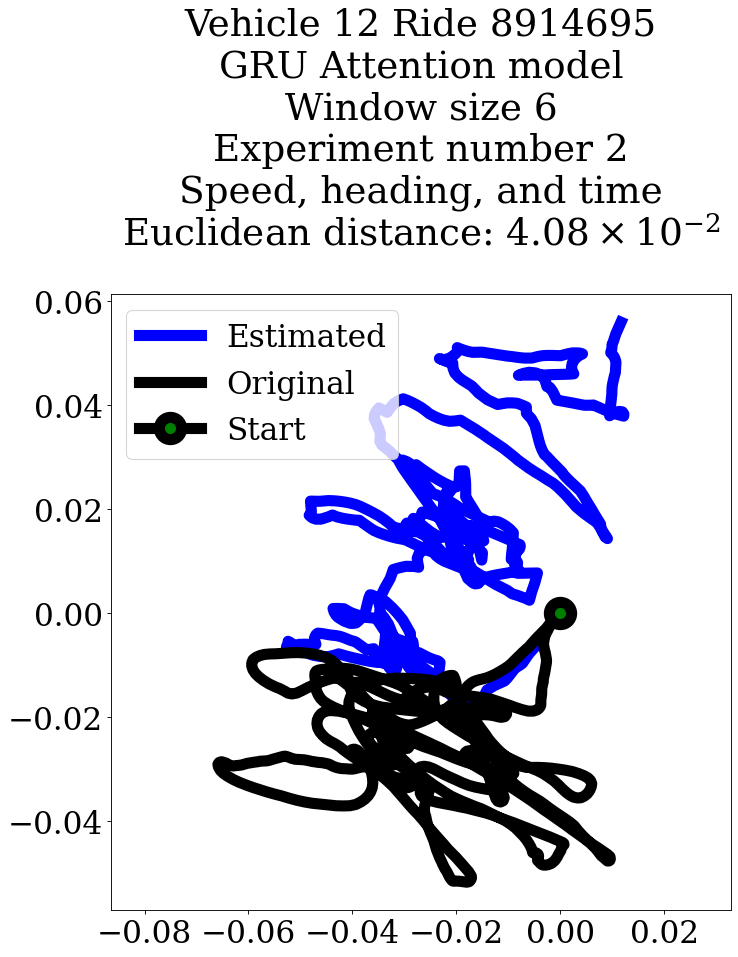 Vehicle 12 Ride 8914695
GRU Attention model
Window size 6
Experiment number 2
Speed, heading, and time
Euclidean distance: 4.08 × 10⁻²
0.06
Estimated
Original
0.04
Start
0.02
0.00
−0.02
−0.04
−0.08 −0.06 −0.04 −0.02 0.00 0.02